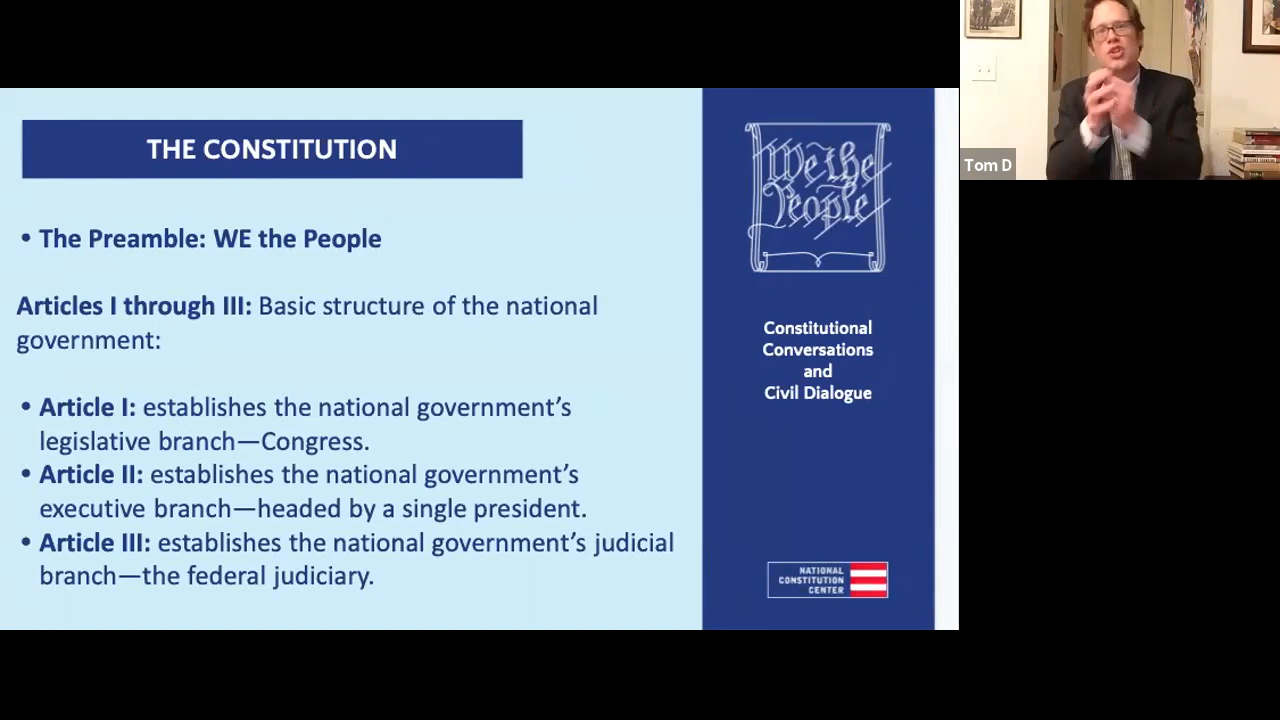 THE CONSTITUTION
• The Preamble: WE the People
Articles I through III: Basic structure of the national
government:
• Article I: establishes the national government’s
legislative branch—Congress.
• Article II: establishes the national government’s
executive branch—headed by a single president.
• Article III: establishes the national government’s judicial
branch—the federal judiciary.
We the
People
Constitutional
Conversations
and
Civil Dialogue
NATIONAL
CONSTITUTION
CENTER
Tom D